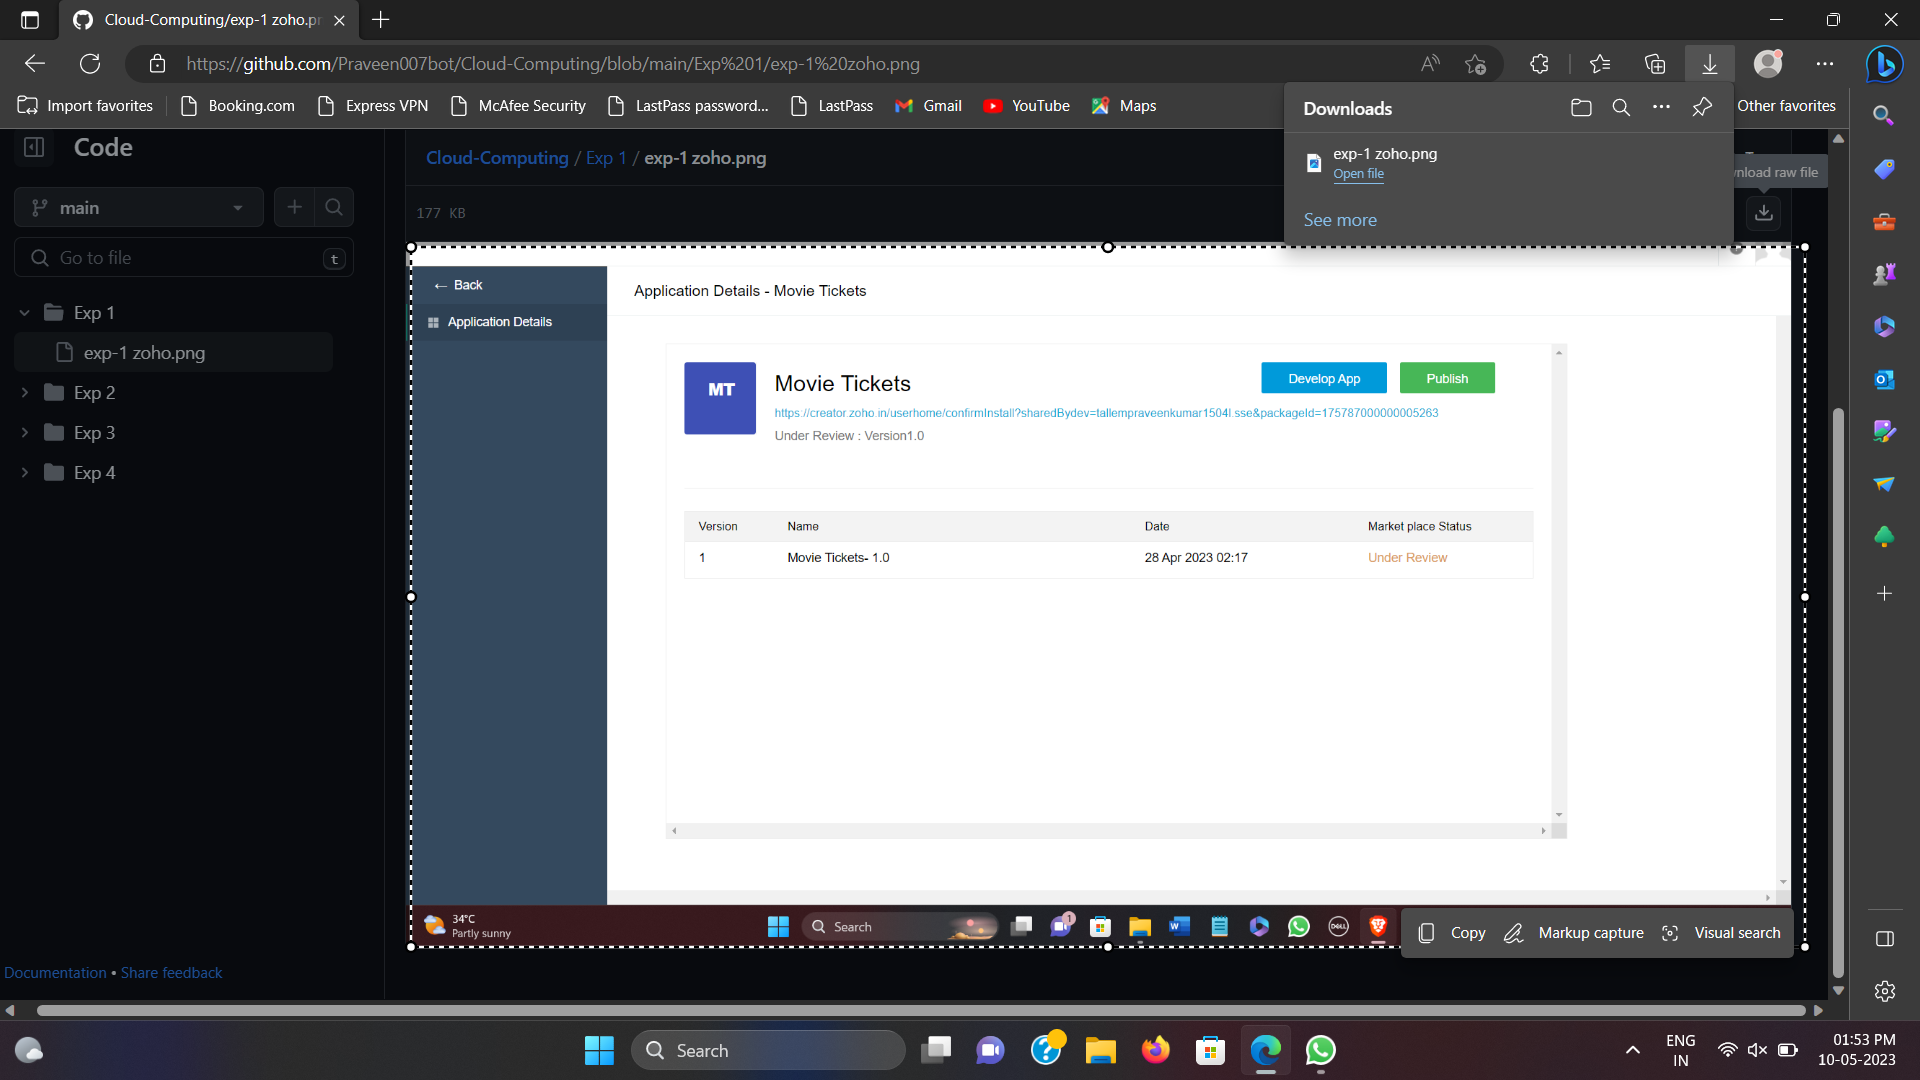 Cloud-Computing/exp-1 zoho.pr
https://github.com/Praveen007bot/Cloud-Computing/blob/main/Exp%201/exp-1%20zoho.png
Import favorites
Booking.com
Express VPN
McAfee Security
LastPass password...
LastPass
Gmail
YouTube
Maps
Other favorites
Downloads
exp-1 zoho.png
Open file
See more
nload raw file
Code
main
Go to file
t
Exp 1
exp-1 zoho.png
Exp 2
Exp 3
Exp 4
Documentation • Share feedback
Cloud-Computing / Exp 1 / exp-1 zoho.png
177 KB
← Back
Application Details
Application Details - Movie Tickets
MT
Movie Tickets
Develop App
Publish
https://creator.zoho.in/userhome/confirmInstall?sharedBydev=tallempraveenkumar1504l.sse&packageId=175787000000005263
Under Review : Version1.0
Version Name Date Market place Status
1 Movie Tickets- 1.0 28 Apr 2023 02:17 Under Review
34°C
Partly sunny
Search
1
DELL
Copy
Markup capture
Visual search
Search
ENG
IN
01:53 PM
10-05-2023